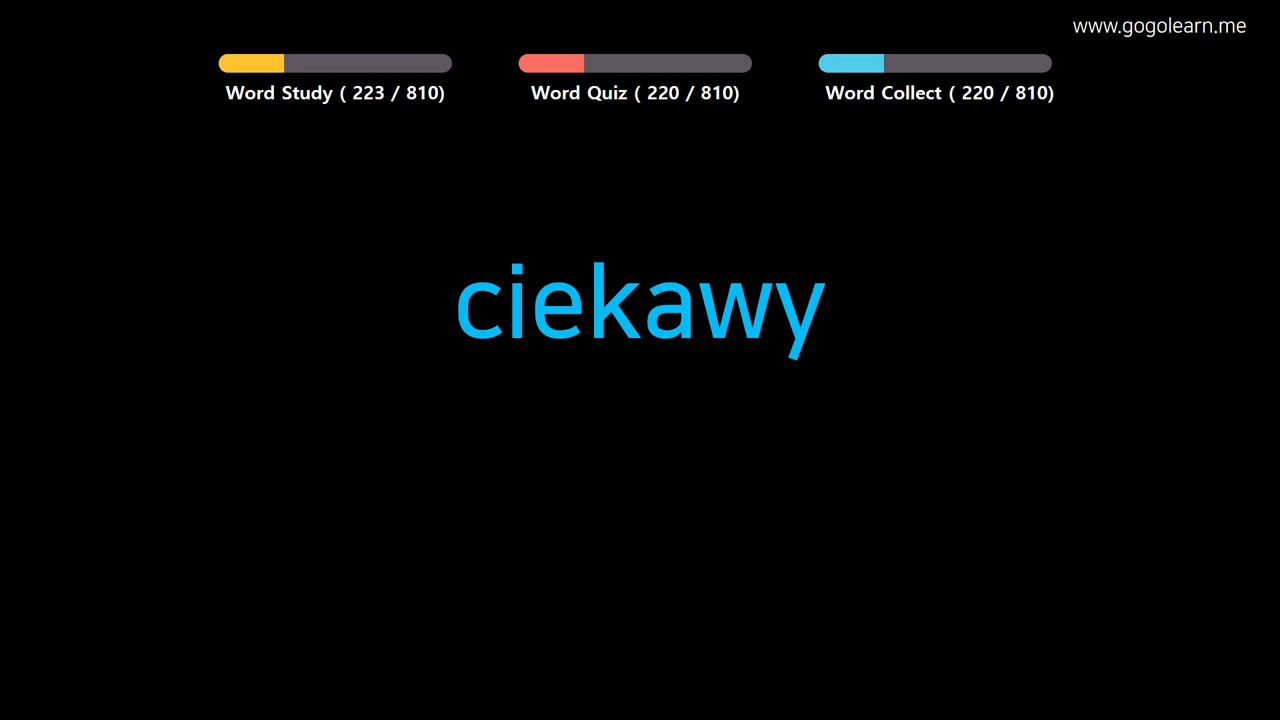 www.gogolearn.me
Word Study ( 223 / 810)
Word Quiz ( 220 / 810)
Word Collect ( 220 / 810)
ciekawy